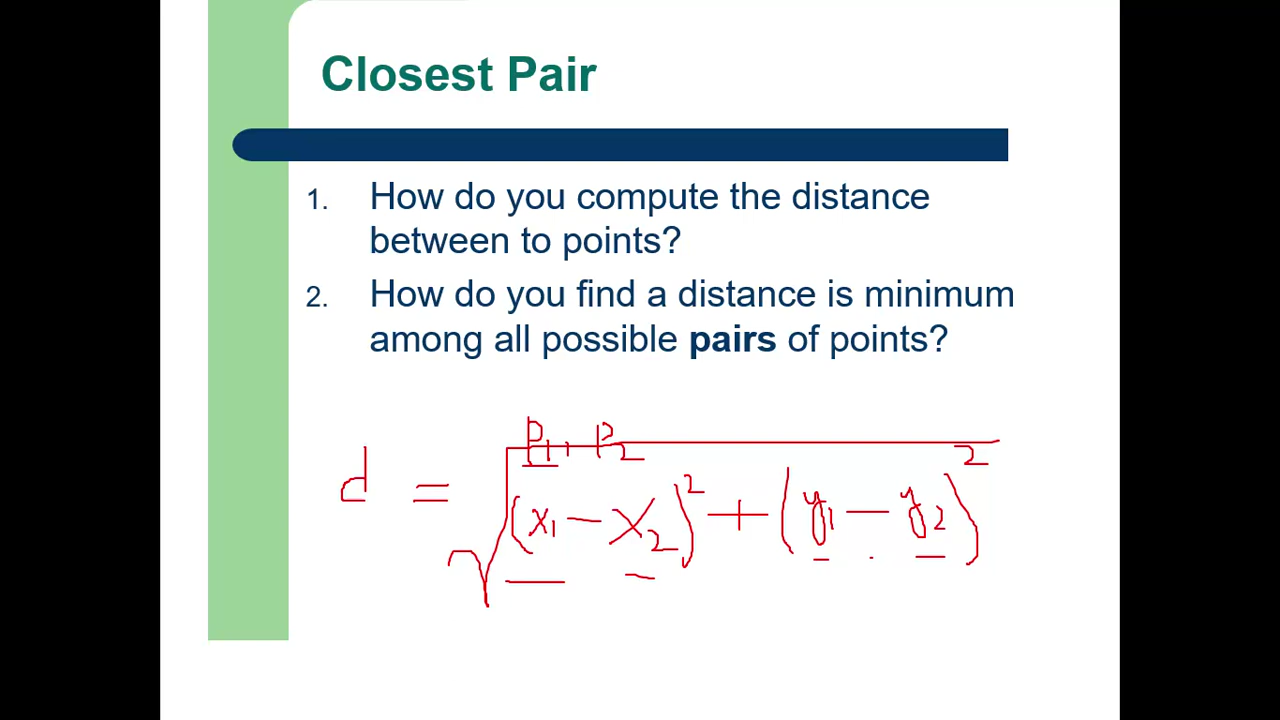 Closest Pair
1. How do you compute the distance
between to points?
2. How do you find a distance is minimum
among all possible pairs of points?
P1, P2
d = √(x1 − x2)² + (y1 − y2)²